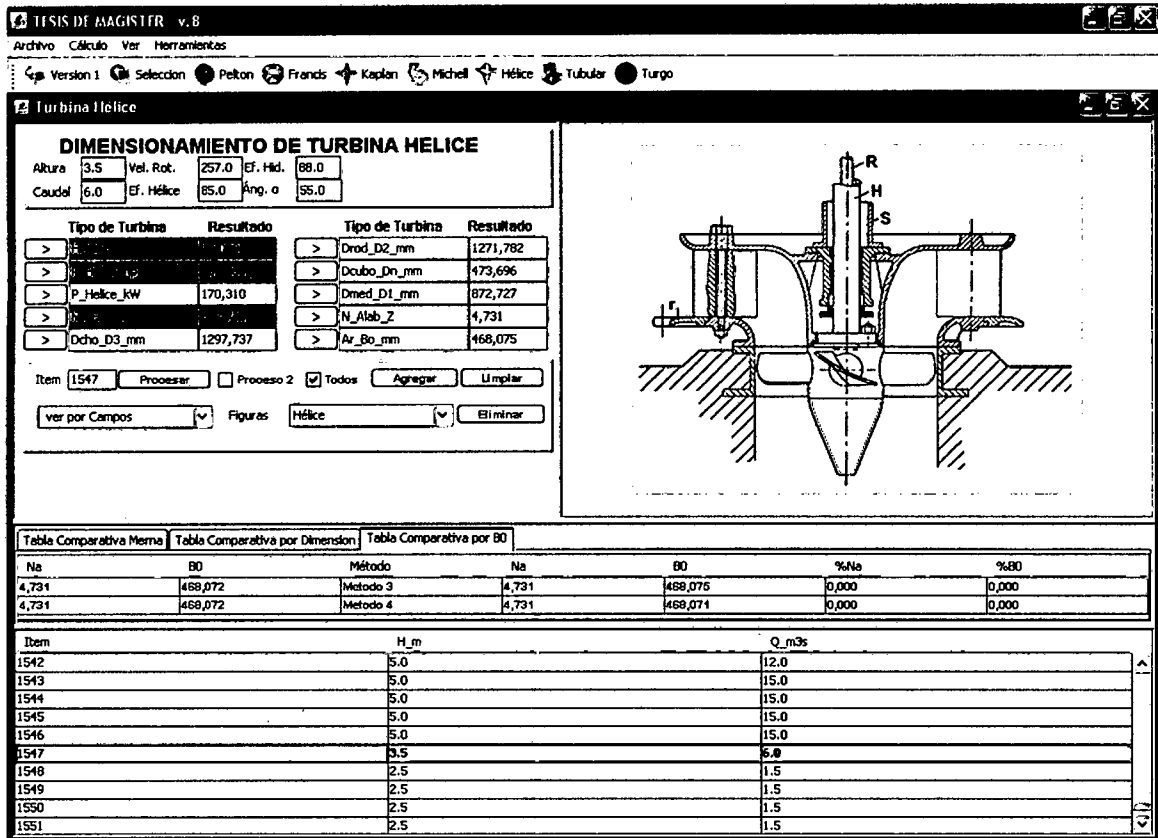 TESIS DE MAGISTER v.8
Archivo Cálculo Ver Herramientas
Version 1 Seleccion Pelton Francis Kaplan Michell Hélice Tubular Turgo
Turbina Hélice
DIMENSIONAMIENTO DE TURBINA HELICE
Altura 3.5 Vel. Rot. 257.0 Ef. Hid. 88.0
Caudal 6.0 Ef. Hélice 85.0 Áng. α 55.0
Tipo de Turbina Resultado Tipo de Turbina Resultado
> > Drod_D2_mm 1271,782
> > Dcubo_Dn_mm 473,696
> P_Helice_kW 170,310 > Dmed_D1_mm 872,727
> > N_Alab_Z 4,731
> Dcho_D3_mm 1297,737 > Ar_Bo_mm 468,075
Item 1547 Procesar Proceso 2 Todos Agregar Limpiar
ver por Campos Figuras Hélice Eliminar
R
H
S
r
Tabla Comparativa Merna Tabla Comparativa por Dimension Tabla Comparativa por B0
Na B0 Método Na B0 %Na %B0
4,731 468,072 Metodo 3 4,731 468,075 0,000 0,000
4,731 468,072 Metodo 4 4,731 468,071 0,000 0,000
Item H_m Q_m3s
1542 5.0 12.0
1543 5.0 15.0
1544 5.0 15.0
1545 5.0 15.0
1546 5.0 15.0
1547 3.5 6.0
1548 2.5 1.5
1549 2.5 1.5
1550 2.5 1.5
1551 2.5 1.5